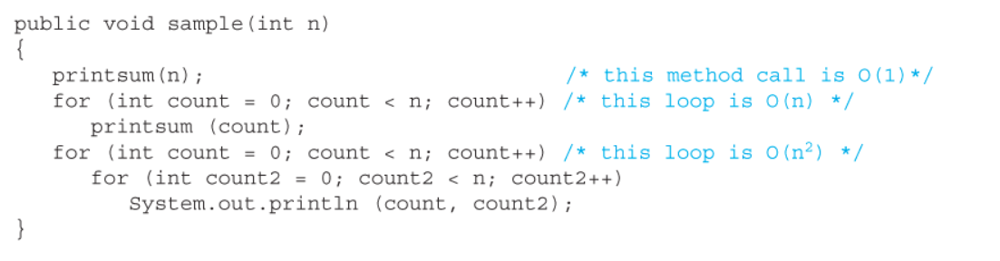 public void sample(int n)
{
printsum(n); /* this method call is O(1)*/
for (int count = 0; count < n; count++) /* this loop is O(n) */
printsum (count);
for (int count = 0; count < n; count++) /* this loop is O(n²) */
for (int count2 = 0; count2 < n; count2++)
System.out.println (count, count2);
}